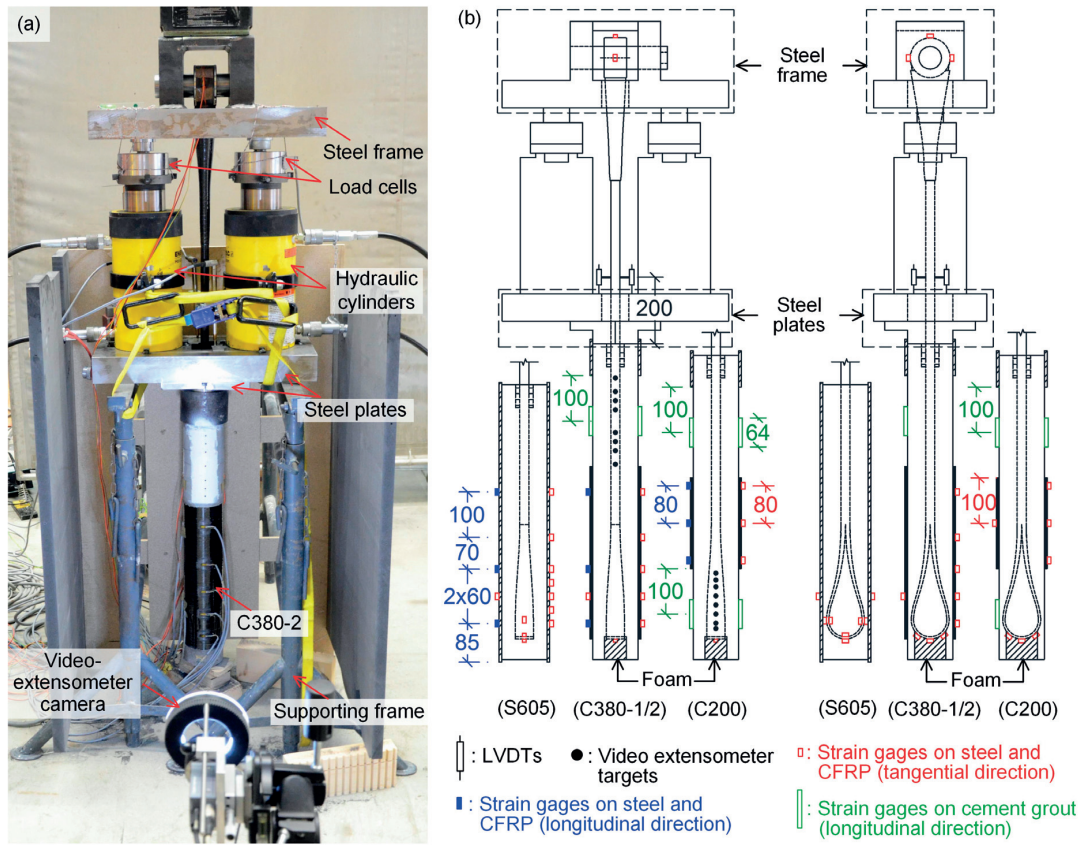 (a)
Steel frame
Load cells
Hydraulic
cylinders
Steel plates
C380-2
Video-
extensometer
camera
Supporting frame
(b)
Steel
frame
200
Steel
plates
100
100
64
100
100
70
2x60
85
80
80
100
100
Foam
Foam
(S605)
(C380-1/2)
(C200)
(S605)
(C380-1/2)
(C200)
: LVDTs
: Video extensometer
targets
: Strain gages on steel and
CFRP (tangential direction)
: Strain gages on steel and
CFRP (longitudinal direction)
: Strain gages on cement grout
(longitudinal direction)